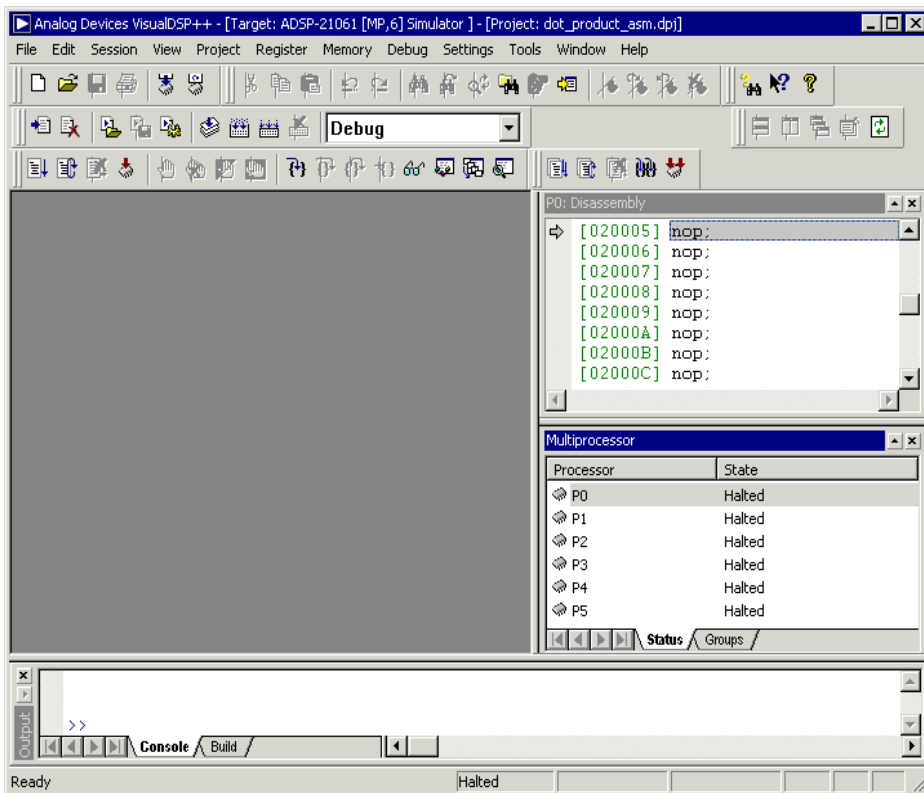 Analog Devices VisualDSP++ - [Target: ADSP-21061 [MP,6] Simulator ] - [Project: dot_product_asm.dpj]
File Edit Session View Project Register Memory Debug Settings Tools Window Help
Debug
P0: Disassembly
[020005] nop;
[020006] nop;
[020007] nop;
[020008] nop;
[020009] nop;
[02000A] nop;
[02000B] nop;
[02000C] nop;
Multiprocessor
Processor State
P0 Halted
P1 Halted
P2 Halted
P3 Halted
P4 Halted
P5 Halted
Status Groups
Output
>>
Console Build
Ready Halted